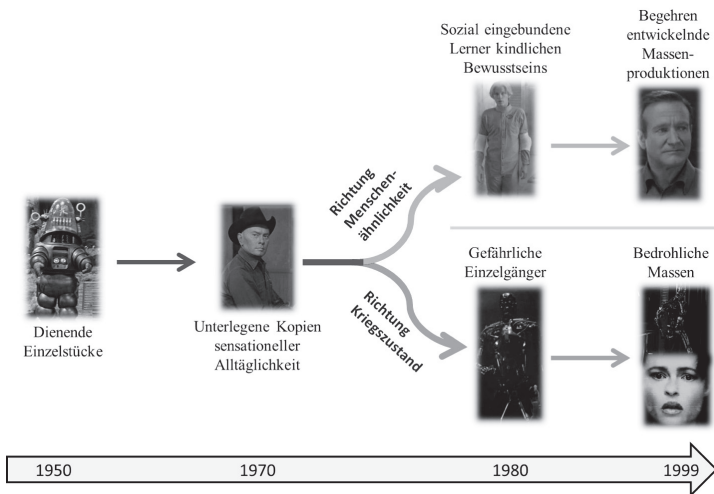 Dienende
Einzelstücke
Unterlegene Kopien
sensationeller
Alltäglichkeit
Richtung
Menschen-
ähnlichkeit
Richtung
Kriegszustand
Sozial eingebundene
Lerner kindlichen
Bewusstseins
Begehren
entwickelnde
Massen-
produktionen
Gefährliche
Einzelgänger
Bedrohliche
Massen
1950
1970
1980
1999